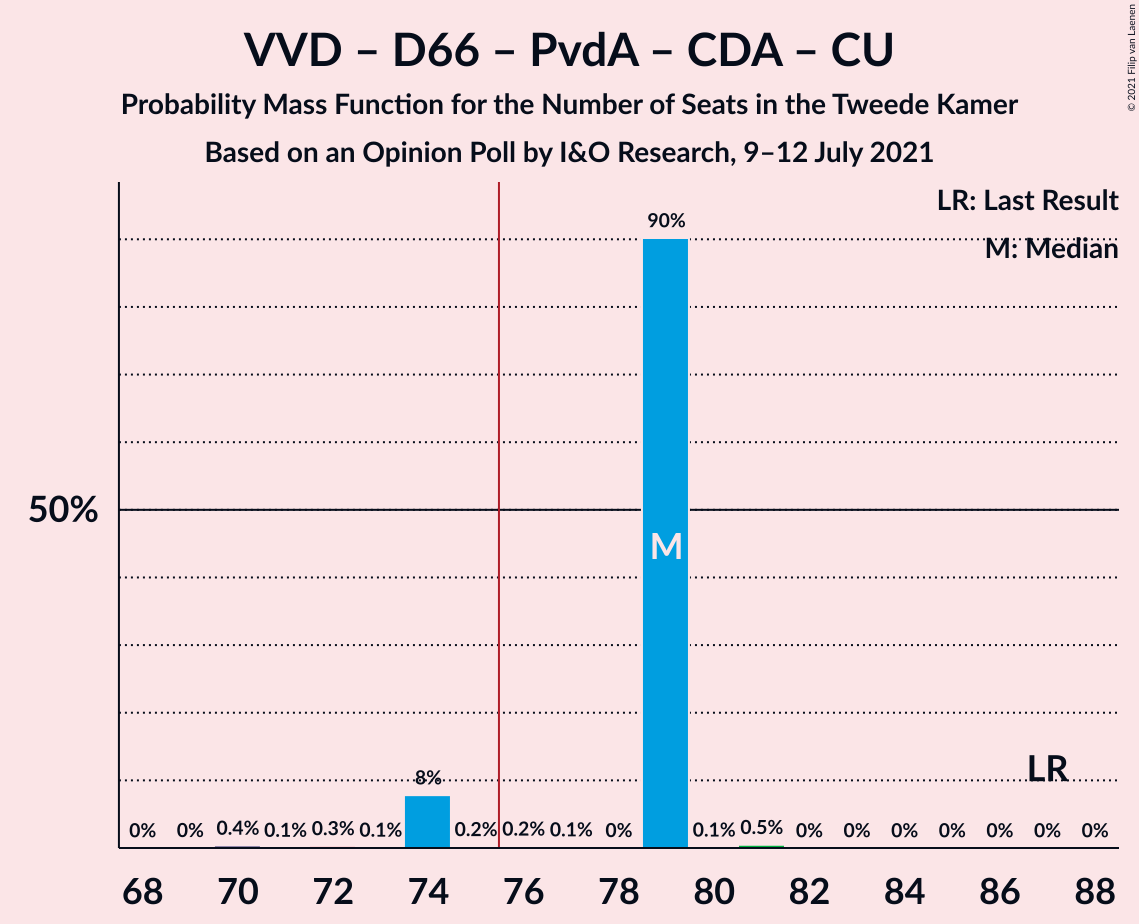 VVD – D66 – PvdA – CDA – CU
Probability Mass Function for the Number of Seats in the Tweede Kamer
Based on an Opinion Poll by I&O Research, 9–12 July 2021
© 2021 Filip van Laenen
LR: Last Result
M: Median
90%
50%
M
LR
8%
0% 0% 0.4% 0.1% 0.3% 0.1% 0.2% 0.2% 0.1% 0% 0.1% 0.5% 0% 0% 0% 0% 0% 0% 0%
68 70 72 74 76 78 80 82 84 86 88